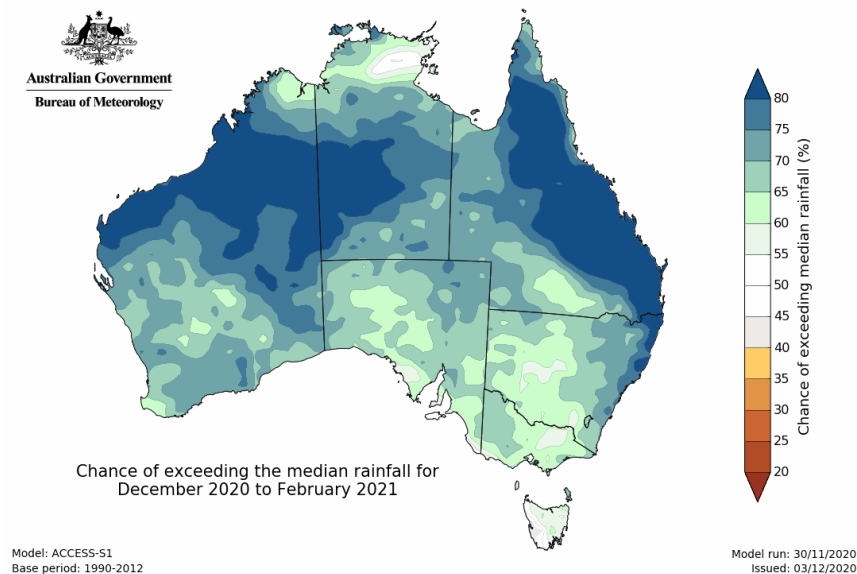 Australian Government
Bureau of Meteorology
80
75
70
65
60
55
50
45
40
35
30
25
20
Chance of exceeding median rainfall (%)
Chance of exceeding the median rainfall for
December 2020 to February 2021
Model: ACCESS-S1
Base period: 1990-2012
Model run: 30/11/2020
Issued: 03/12/2020